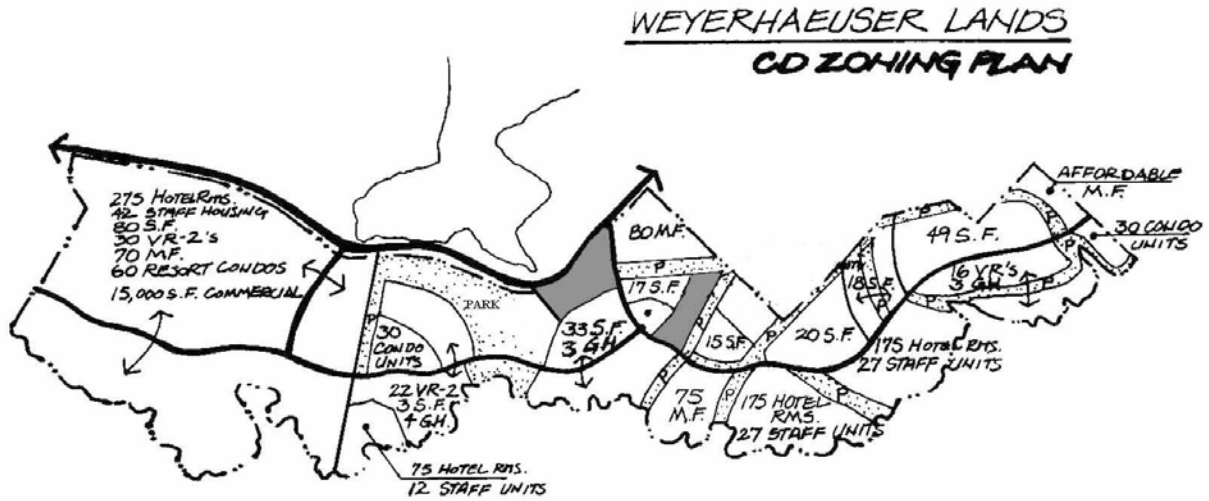 WEYERHAEUSER LANDS
CD ZONING PLAN
275 HOTEL RMS.
42 STAFF HOUSING
80 S.F.
30 VR-2's
70 M.F.
60 RESORT CONDOS
15,000 S.F. COMMERCIAL
P
30
CONDO
UNITS
PARK
22 VR-2
3 S.F.
4 GH.
75 HOTEL RMS.
12 STAFF UNITS
33 S.F.
3 GH
80 M.F.
P
17 S.F.
15 S.F.
P
P
75
M.F.
175 HOTEL
RMS.
27 STAFF UNITS
P
20 S.F.
18 S.F.
P
P
49 S.F.
16 VR's
3 GH
P
P
P
175 HOTEL RMS.
27 STAFF UNITS
P
P
AFFORDABLE
M.F.
30 CONDO
UNITS